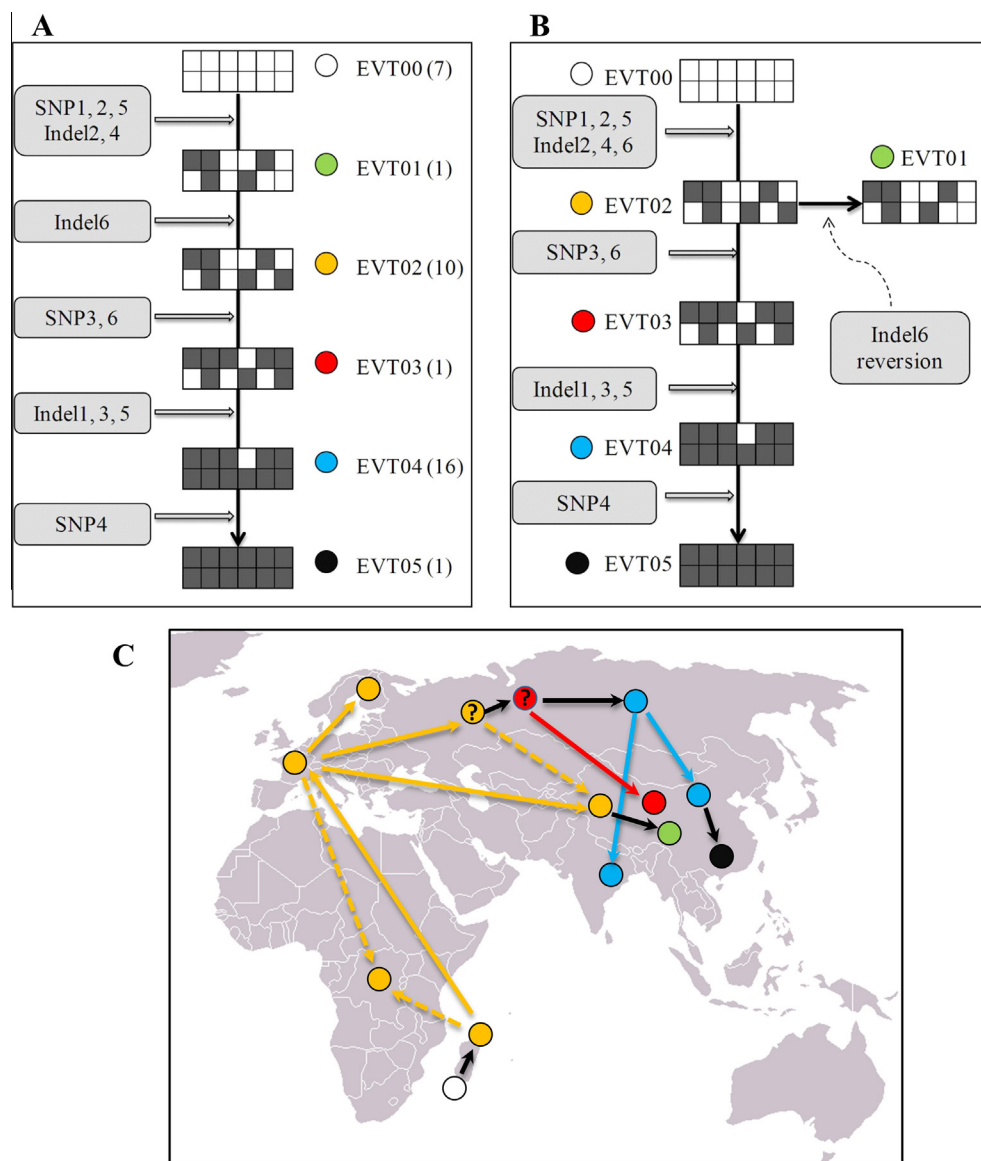 A
EVT00 (7)
SNP1, 2, 5
Indel2, 4
EVT01 (1)
Indel6
EVT02 (10)
SNP3, 6
EVT03 (1)
Indel1, 3, 5
EVT04 (16)
SNP4
EVT05 (1)
B
EVT00
SNP1, 2, 5
Indel2, 4, 6
EVT01
EVT02
SNP3, 6
EVT03
Indel6
reversion
Indel1, 3, 5
EVT04
SNP4
EVT05
C
?
?